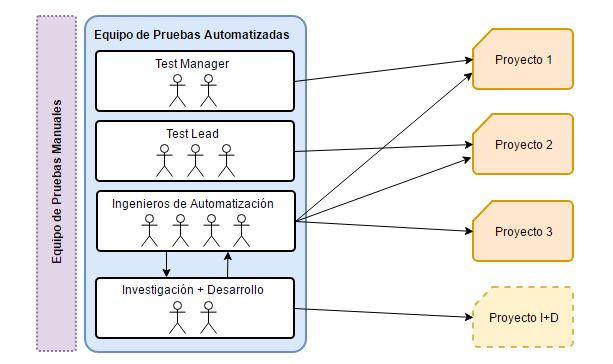 Equipo de Pruebas Manuales
Equipo de Pruebas Automatizadas
Test Manager
Test Lead
Ingenieros de Automatización
Investigación + Desarrollo
Proyecto 1
Proyecto 2
Proyecto 3
Proyecto I+D